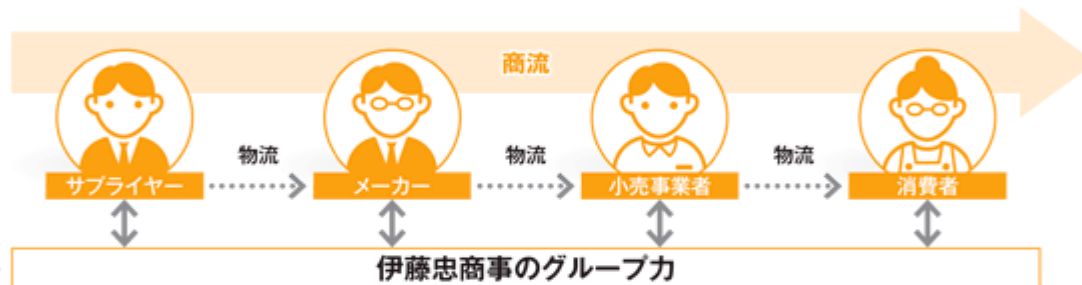 商流
物流
物流
物流
サプライヤー
メーカー
小売事業者
消費者
伊藤忠商事のグループ力